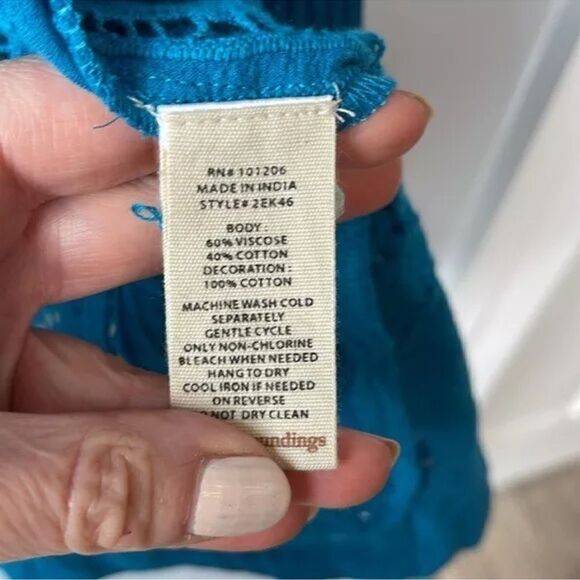 RN# 101206
MADE IN INDIA
STYLE# 2EK46
BODY :
60% VISCOSE
40% COTTON
DECORATION :
100% COTTON
MACHINE WASH COLD
SEPARATELY
GENTLE CYCLE
ONLY NON-CHLORINE
BLEACH WHEN NEEDED
HANG TO DRY
COOL IRON IF NEEDED
ON REVERSE
DO NOT DRY CLEAN